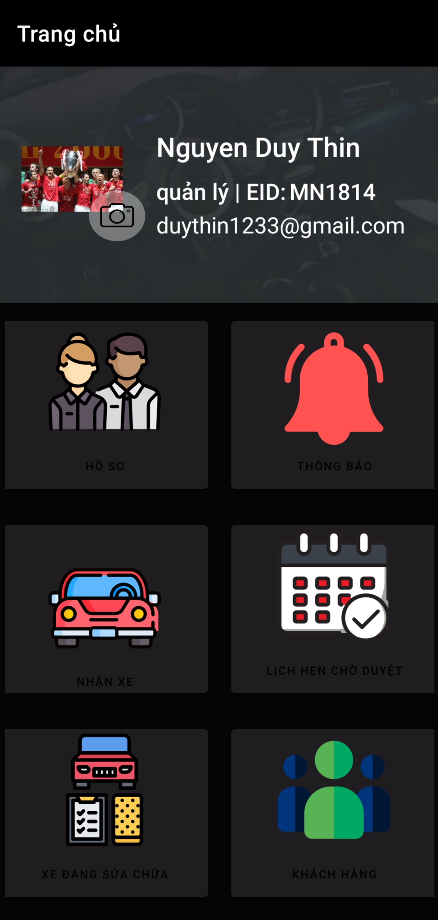 Trang chủ
Nguyen Duy Thin
quản lý | EID: MN1814
duythin1233@gmail.com
HỒ SƠ
THÔNG BÁO
NHẬN XE
LỊCH HẸN CHỜ DUYỆT
XE ĐANG SỬA CHỮA
KHÁCH HÀNG